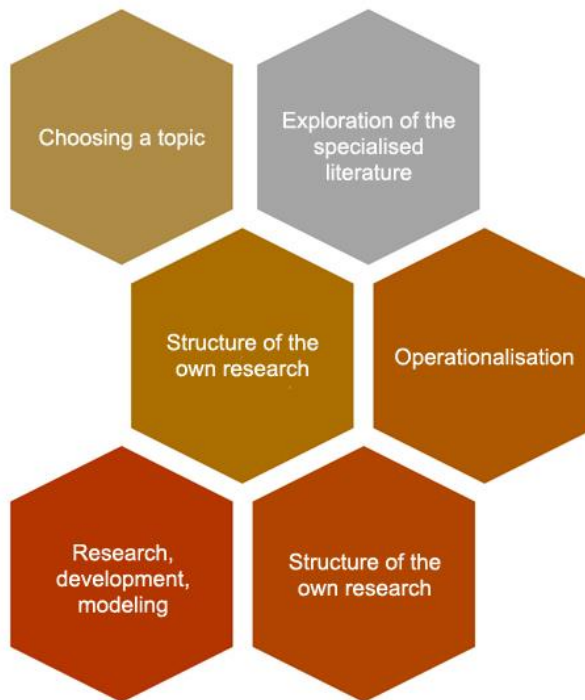 Choosing a topic
Exploration of the
specialised
literature
Structure of the
own research
Operationalisation
Research,
development,
modeling
Structure of the
own research